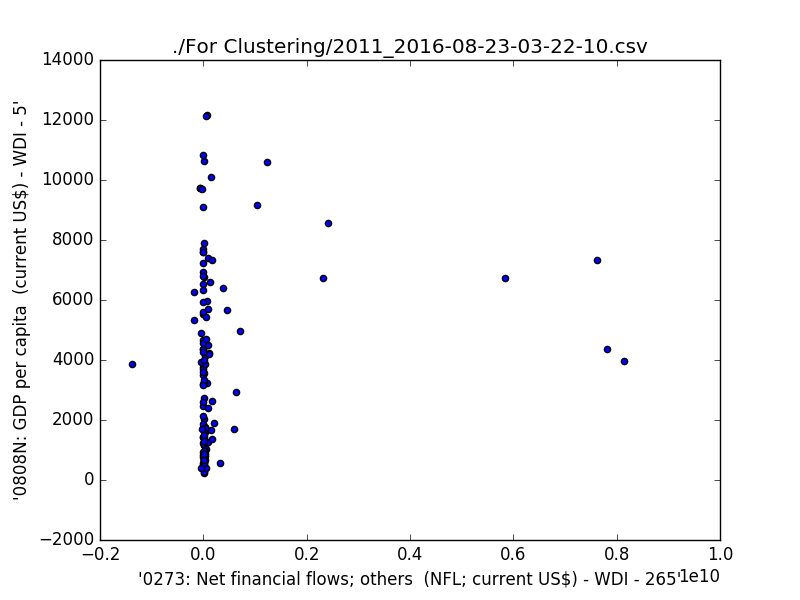 ./For Clustering/2011_2016-08-23-03-22-10.csv
14000
12000
10000
8000
6000
4000
2000
0
−2000
'0808N: GDP per capita  (current US$) - WDI - 5'
−0.2 0.0 0.2 0.4 0.6 0.8 1.0
1e10
'0273: Net financial flows; others  (NFL; current US$) - WDI - 265'